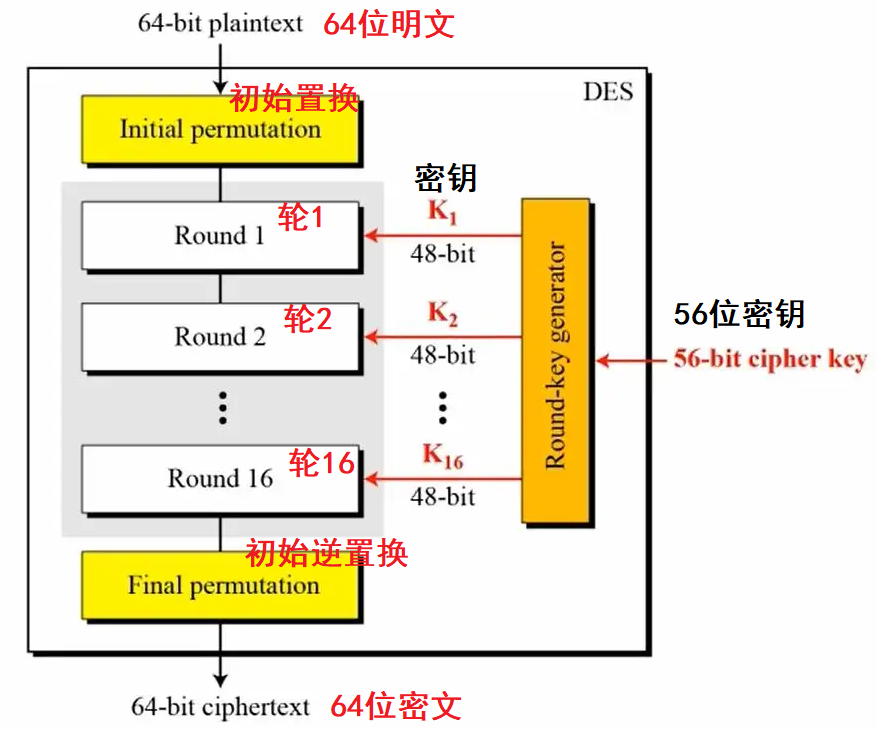 64-bit plaintext 64位明文
DES
初始置换
Initial permutation
密钥
Round 1 轮1
K1
48-bit
Round 2 轮2
K2
48-bit
Round-key generator
56位密钥
56-bit cipher key
Round 16 轮16
K16
48-bit
初始逆置换
Final permutation
64-bit ciphertext 64位密文